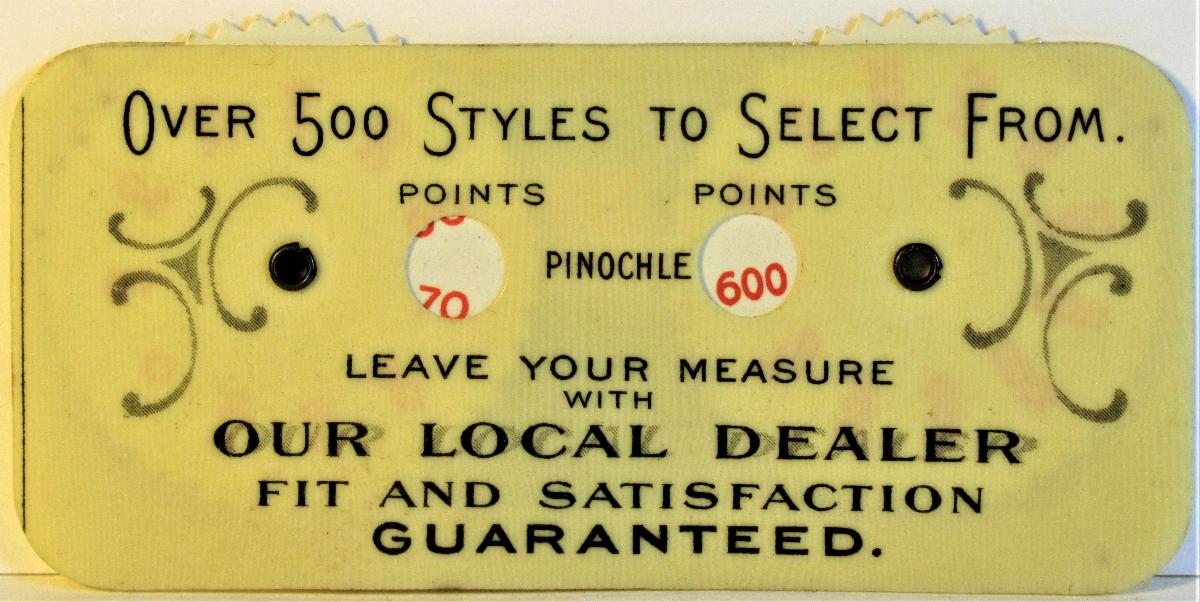 OVER 500 STYLES TO SELECT FROM.
POINTS POINTS
70 PINOCHLE 600
LEAVE YOUR MEASURE
WITH
OUR LOCAL DEALER
FIT AND SATISFACTION
GUARANTEED.